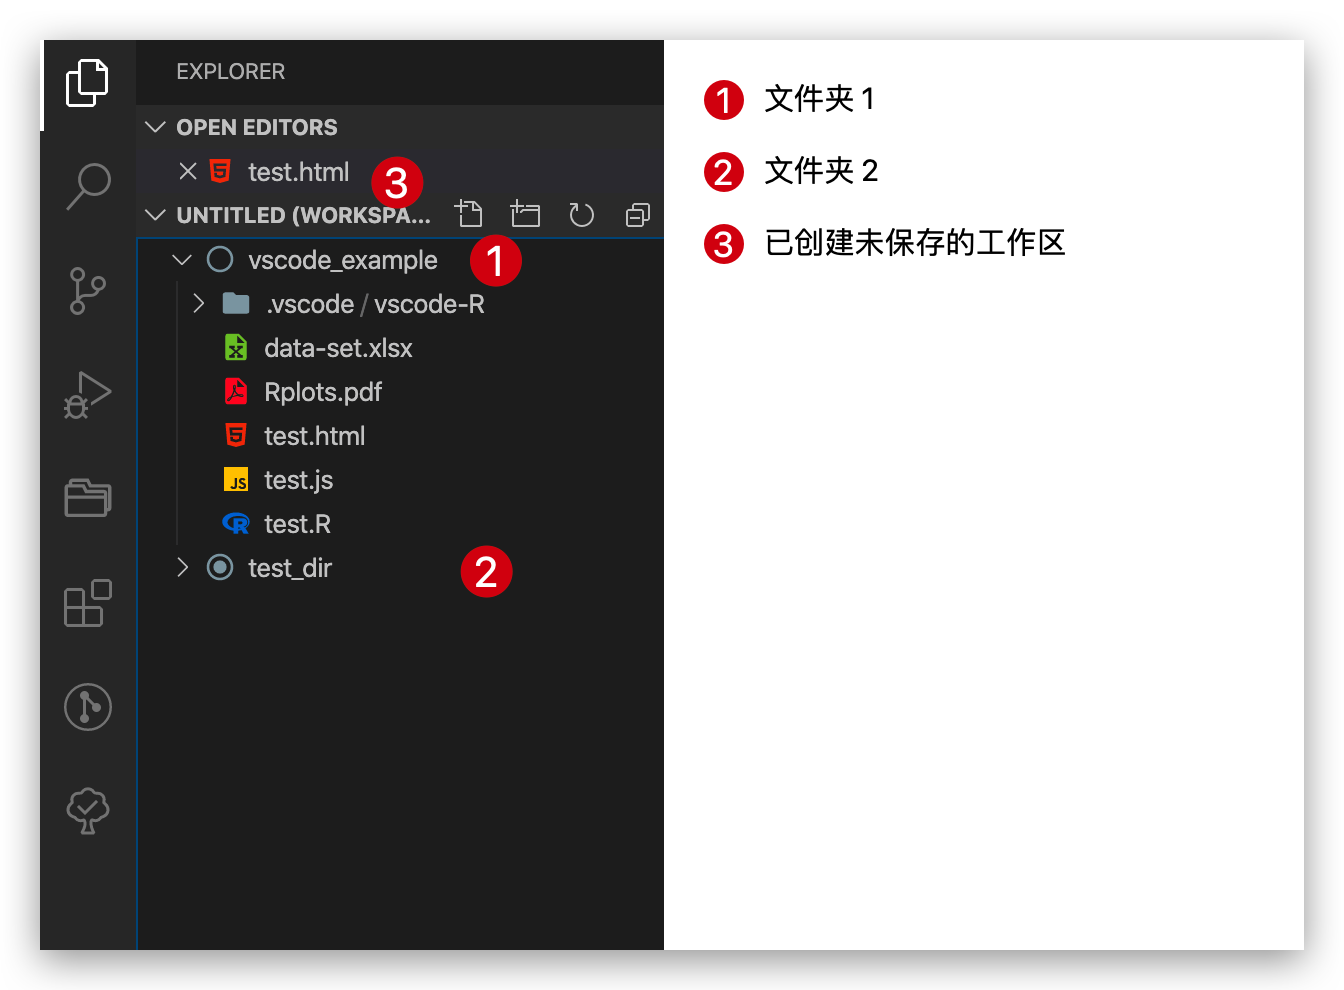 EXPLORER
OPEN EDITORS
test.html
3
UNTITLED (WORKSPA...
vscode_example
1
.vscode / vscode-R
data-set.xlsx
Rplots.pdf
test.html
JS test.js
R test.R
test_dir
2
1 文件夹 1
2 文件夹 2
3 已创建未保存的工作区